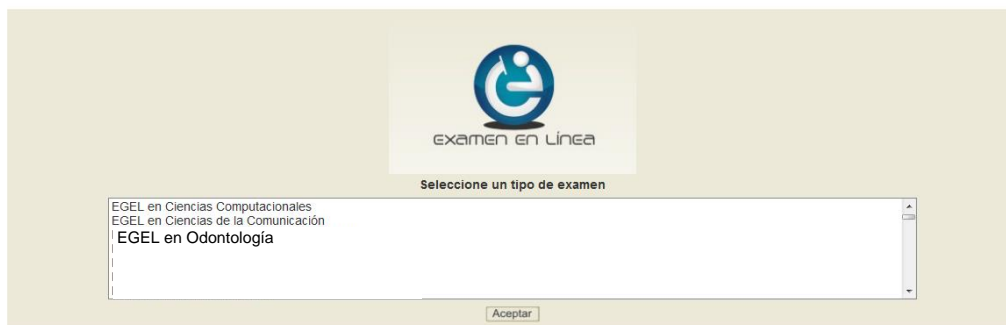 examen en Línea
Seleccione un tipo de examen
EGEL en Ciencias Computacionales
EGEL en Ciencias de la Comunicación
EGEL en Odontología
Aceptar